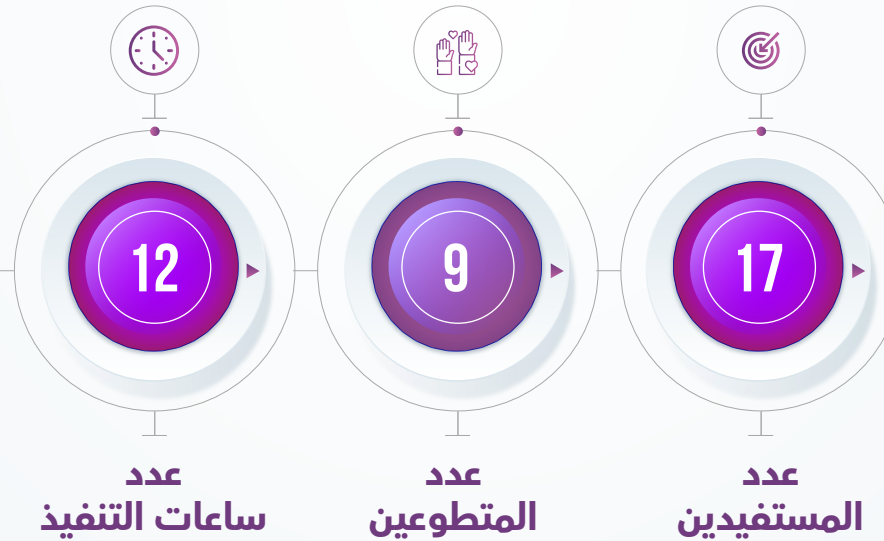 17
عدد
المستفيدين
9
عدد
المتطوعين
12
عدد
ساعات التنفيذ